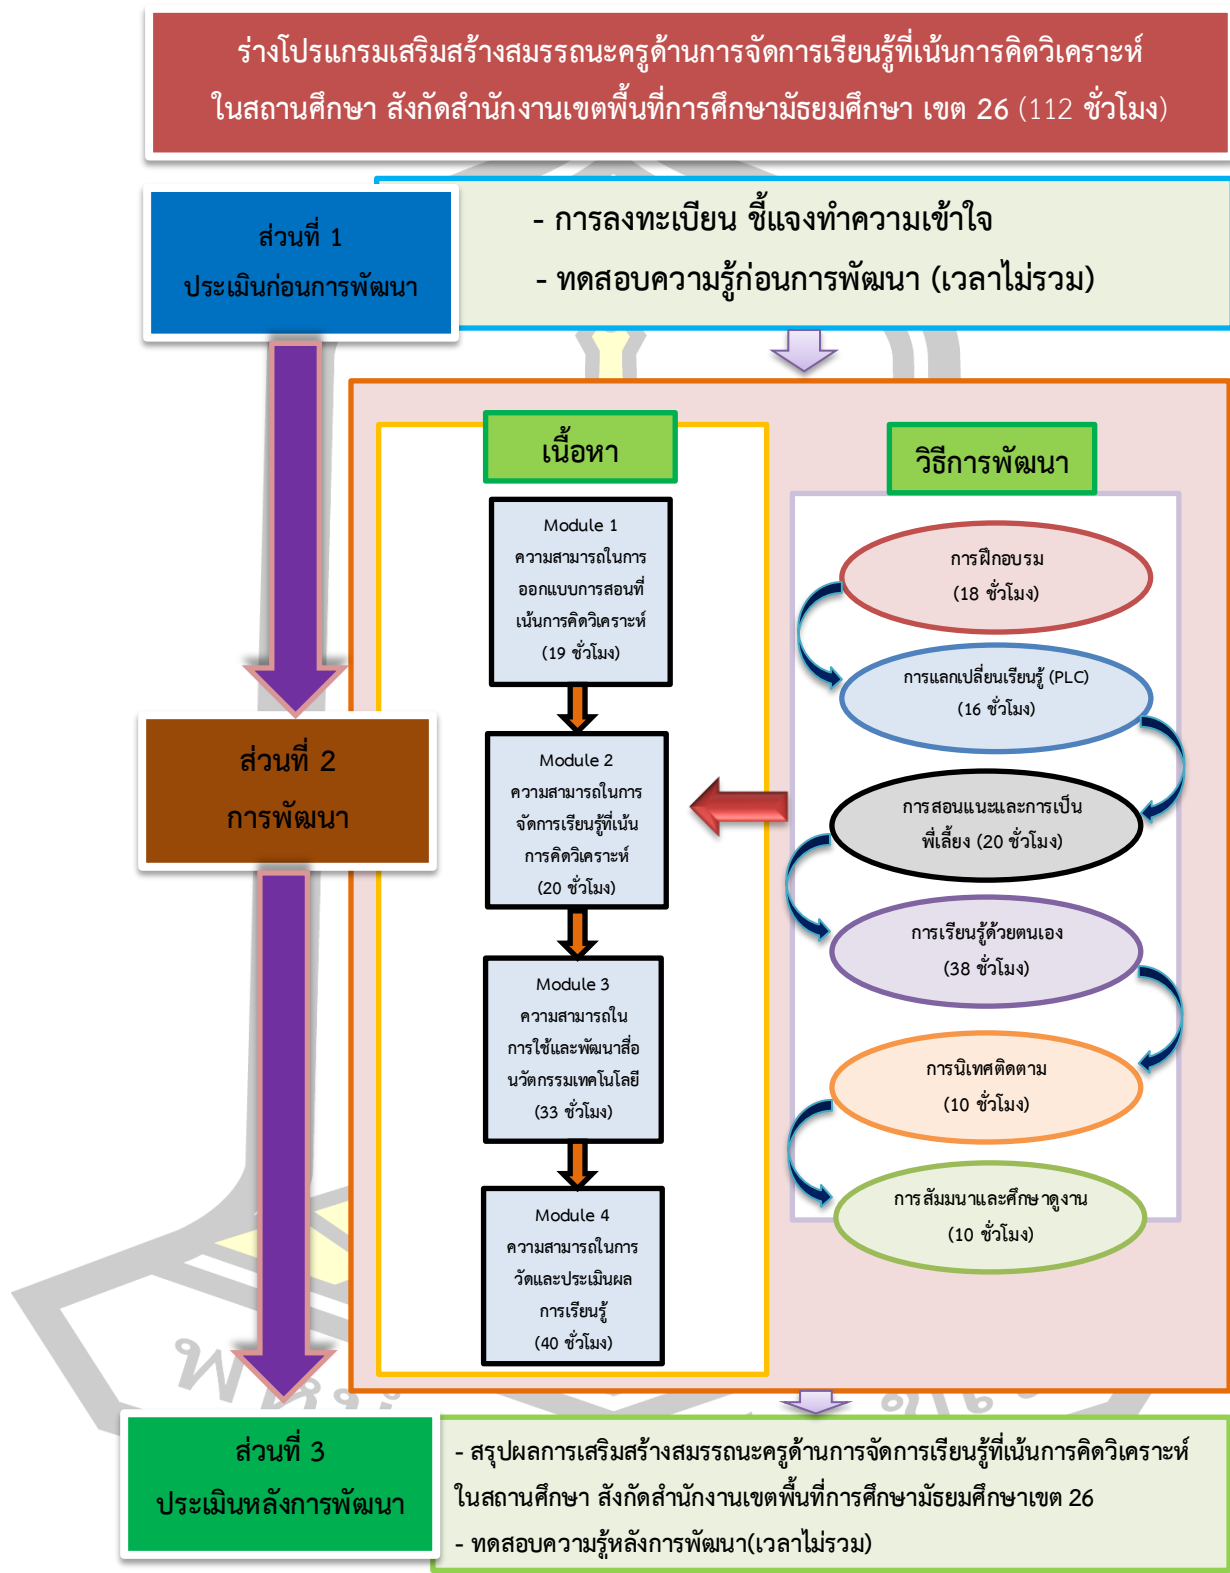 ร่างโปรแกรมเสริมสร้างสมรรถนะครูด้านการจัดการเรียนรู้ที่เน้นการคิดวิเคราะห์
ในสถานศึกษา สังกัดสำนักงานเขตพื้นที่การศึกษามัธยมศึกษา เขต 26 (112 ชั่วโมง)
ส่วนที่ 1
ประเมินก่อนการพัฒนา
- การลงทะเบียน ชี้แจงทำความเข้าใจ
- ทดสอบความรู้ก่อนการพัฒนา (เวลาไม่รวม)
ส่วนที่ 2
การพัฒนา
เนื้อหา
Module 1
ความสามารถในการ
ออกแบบการสอนที่
เน้นการคิดวิเคราะห์
(19 ชั่วโมง)
Module 2
ความสามารถในการ
จัดการเรียนรู้ที่เน้น
การคิดวิเคราะห์
(20 ชั่วโมง)
Module 3
ความสามารถใน
การใช้และพัฒนาสื่อ
นวัตกรรมเทคโนโลยี
(33 ชั่วโมง)
Module 4
ความสามารถในการ
วัดและประเมินผล
การเรียนรู้
(40 ชั่วโมง)
วิธีการพัฒนา
การฝึกอบรม
(18 ชั่วโมง)
การแลกเปลี่ยนเรียนรู้ (PLC)
(16 ชั่วโมง)
การสอนแนะและการเป็น
พี่เลี้ยง (20 ชั่วโมง)
การเรียนรู้ด้วยตนเอง
(38 ชั่วโมง)
การนิเทศติดตาม
(10 ชั่วโมง)
การสัมมนาและศึกษาดูงาน
(10 ชั่วโมง)
ส่วนที่ 3
ประเมินหลังการพัฒนา
- สรุปผลการเสริมสร้างสมรรถนะครูด้านการจัดการเรียนรู้ที่เน้นการคิดวิเคราะห์
ในสถานศึกษา สังกัดสำนักงานเขตพื้นที่การศึกษามัธยมศึกษาเขต 26
- ทดสอบความรู้หลังการพัฒนา(เวลาไม่รวม)